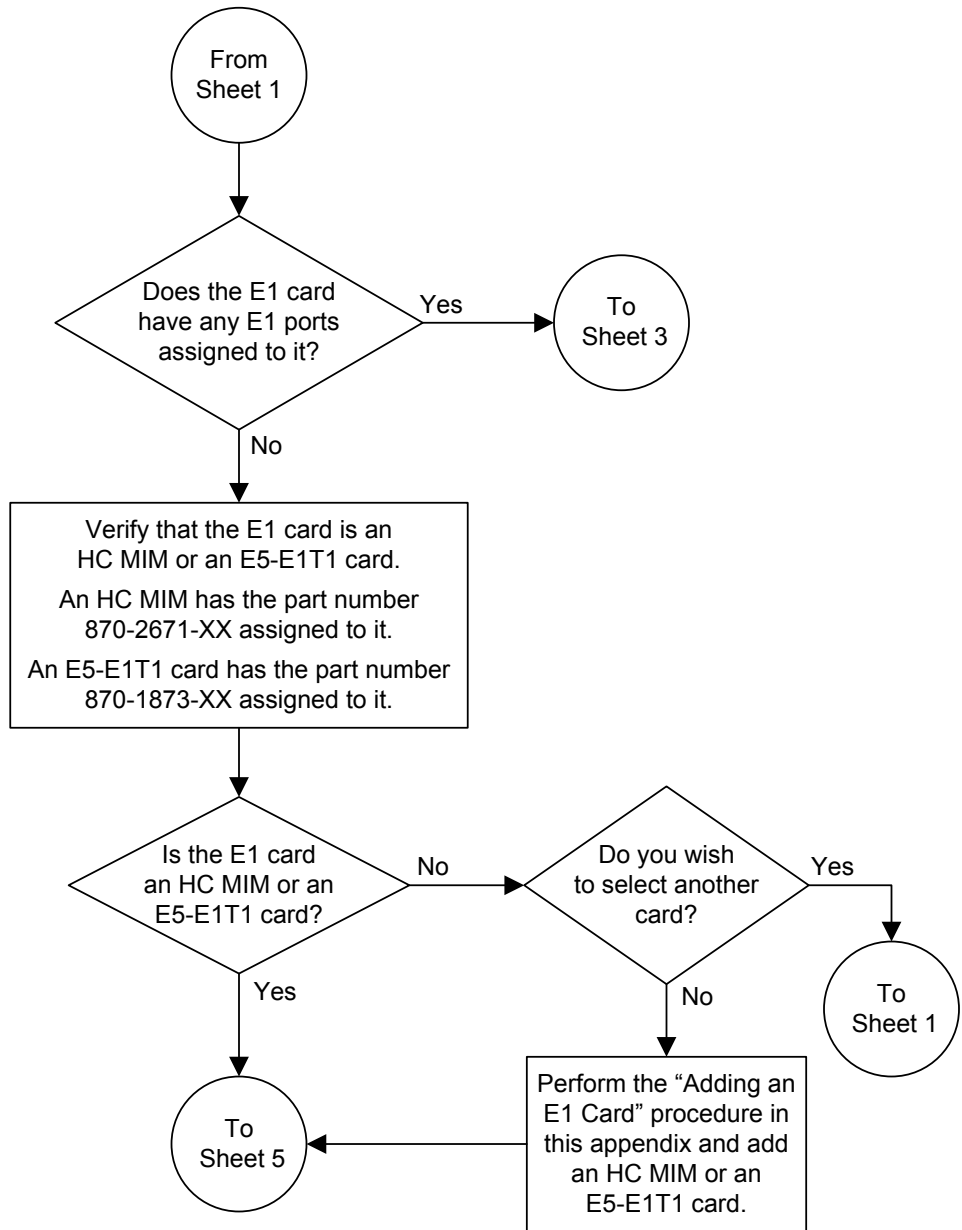 From
Sheet 1
Does the E1 card
have any E1 ports
assigned to it?
Yes
To
Sheet 3
No
Verify that the E1 card is an
HC MIM or an E5-E1T1 card.
An HC MIM has the part number
870-2671-XX assigned to it.
An E5-E1T1 card has the part number
870-1873-XX assigned to it.
Is the E1 card
an HC MIM or an
E5-E1T1 card?
No
Do you wish
to select another
card?
Yes
To
Sheet 1
Yes
No
To
Sheet 5
Perform the “Adding an
E1 Card” procedure in
this appendix and add
an HC MIM or an
E5-E1T1 card.